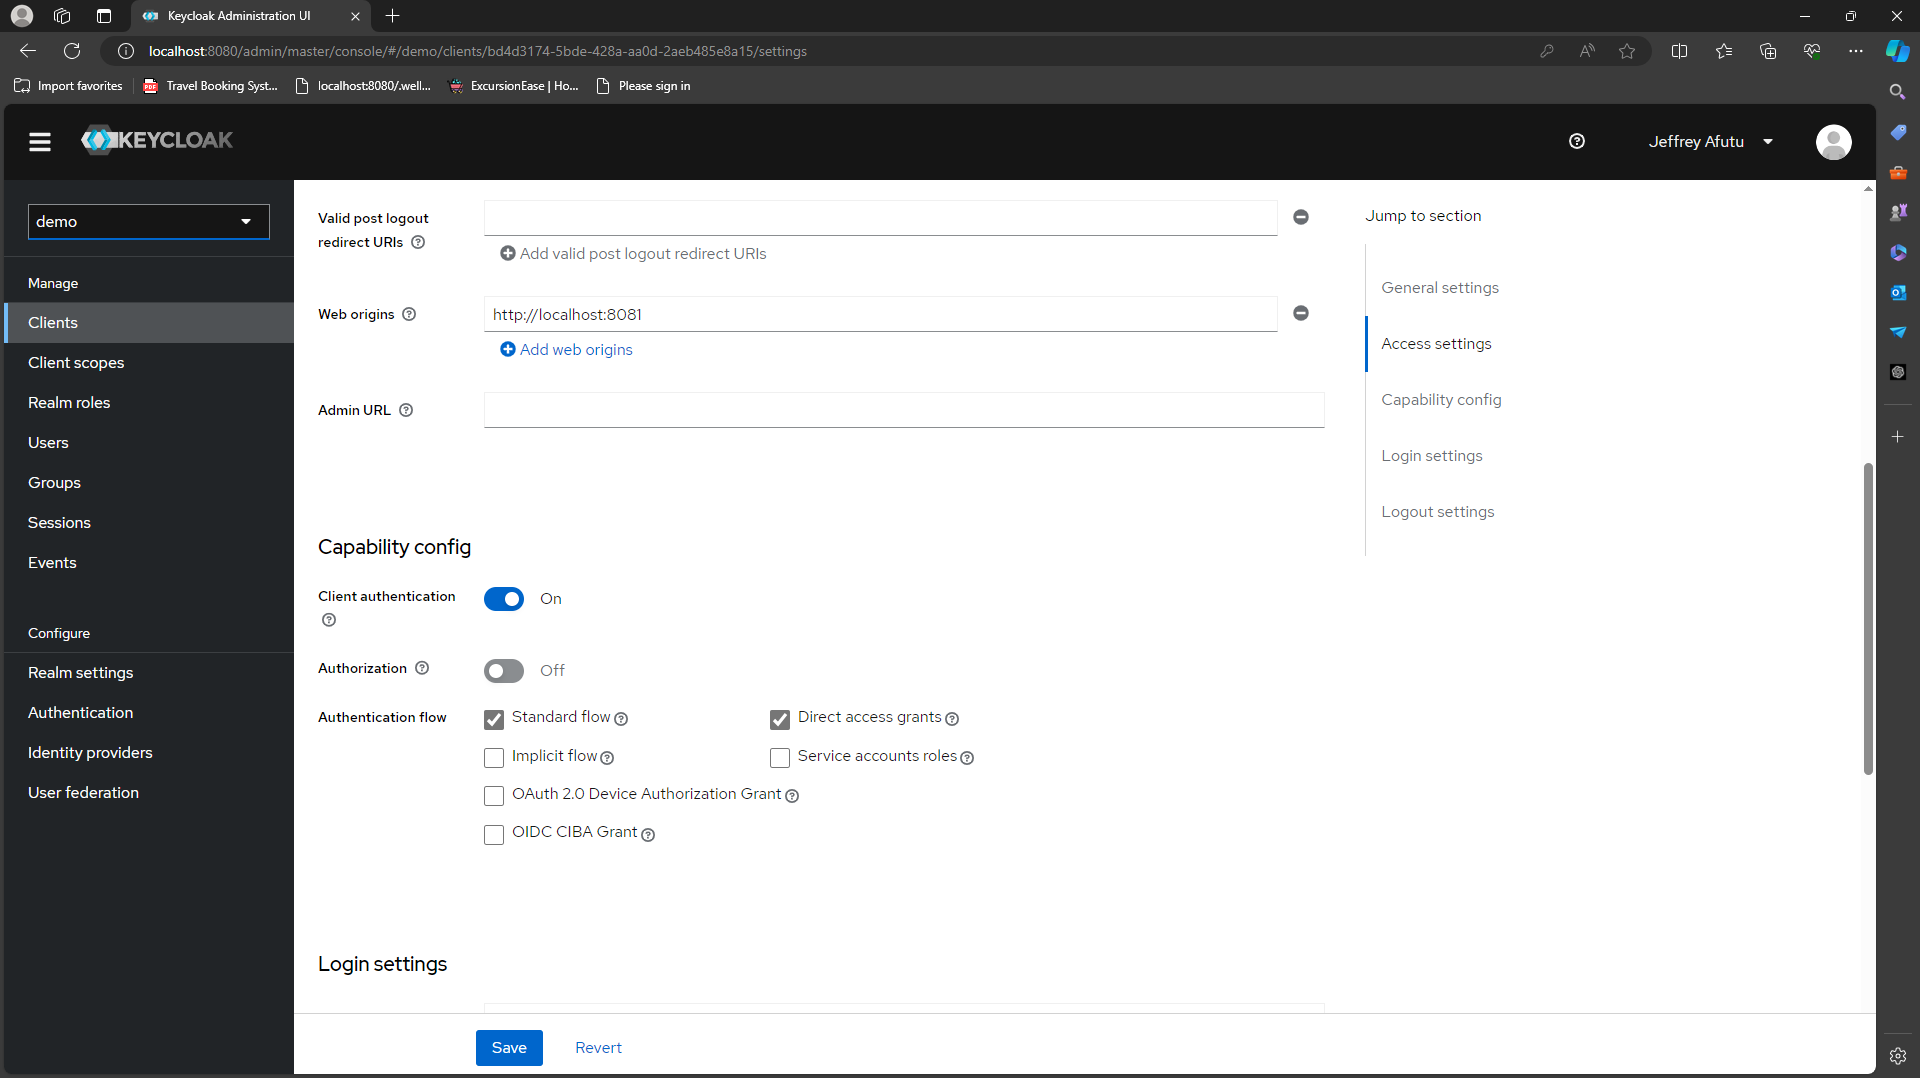 Keycloak Administration UI
localhost:8080/admin/master/console/#/demo/clients/bd4d3174-5bde-428a-aa0d-2aeb485e8a15/settings
Import favorites
Travel Booking Syst...
localhost:8080/.well...
ExcursionEase | Ho...
Please sign in
KEYCLOAK
Jeffrey Afutu
demo
Manage
Clients
Client scopes
Realm roles
Users
Groups
Sessions
Events
Configure
Realm settings
Authentication
Identity providers
User federation
Valid post logout
redirect URIs
Add valid post logout redirect URIs
Web origins
http://localhost:8081
Add web origins
Admin URL
Capability config
Client authentication
On
Authorization
Off
Authentication flow
Standard flow
Direct access grants
Implicit flow
Service accounts roles
OAuth 2.0 Device Authorization Grant
OIDC CIBA Grant
Login settings
Save
Revert
Jump to section
General settings
Access settings
Capability config
Login settings
Logout settings